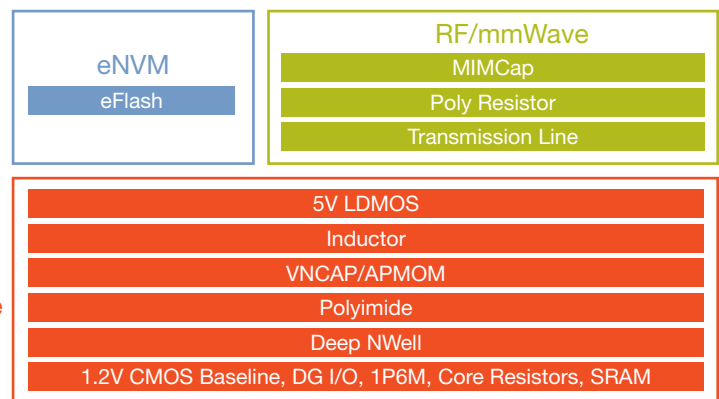 eNVM
eFlash
RF/mmWave
MIMCap
Poly Resistor
Transmission Line
5V LDMOS
Inductor
VNCAP/APMOM
Polyimide
Deep NWell
1.2V CMOS Baseline, DG I/O, 1P6M, Core Resistors, SRAM